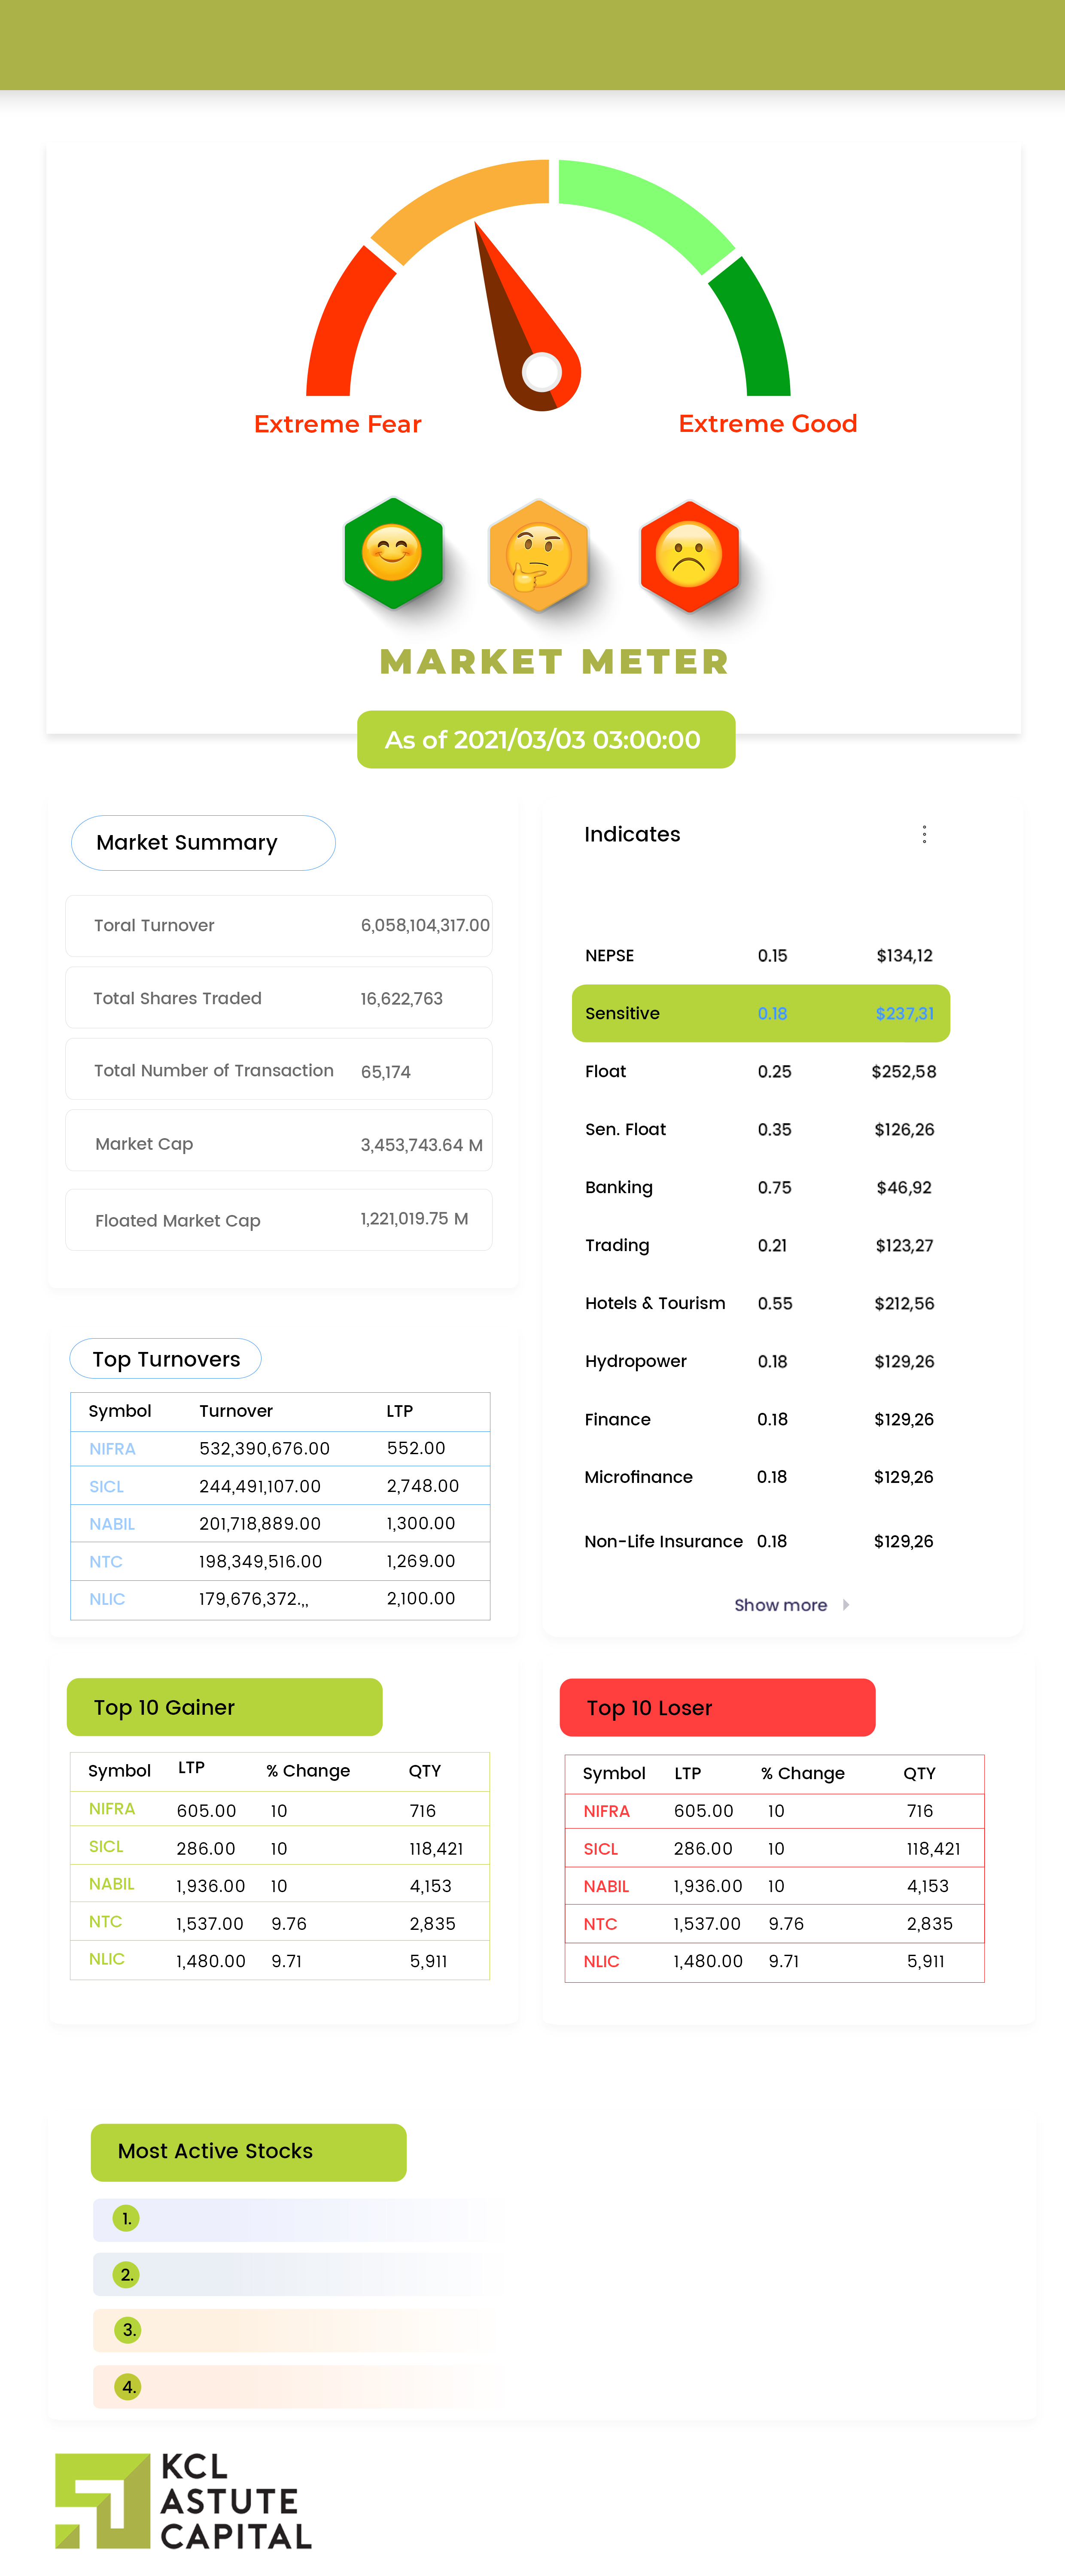 Extreme Fear
Extreme Good
MARKET METER
As of 2021/03/03 03:00:00
Market Summary
Toral Turnover 6,058,104,317.00
Total Shares Traded 16,622,763
Total Number of Transaction 65,174
Market Cap 3,453,743.64 M
Floated Market Cap 1,221,019.75 M
Indicates
NEPSE 0.15 $134,12
Sensitive 0.18 $237,31
Float 0.25 $252,58
Sen. Float 0.35 $126,26
Banking 0.75 $46,92
Trading 0.21 $123,27
Hotels & Tourism 0.55 $212,56
Hydropower 0.18 $129,26
Finance 0.18 $129,26
Microfinance 0.18 $129,26
Non-Life Insurance 0.18 $129,26
Show more
Top Turnovers
Symbol Turnover LTP
NIFRA 532,390,676.00 552.00
SICL 244,491,107.00 2,748.00
NABIL 201,718,889.00 1,300.00
NTC 198,349,516.00 1,269.00
NLIC 179,676,372.,, 2,100.00
Top 10 Gainer
Symbol LTP % Change QTY
NIFRA 605.00 10 716
SICL 286.00 10 118,421
NABIL 1,936.00 10 4,153
NTC 1,537.00 9.76 2,835
NLIC 1,480.00 9.71 5,911
Top 10 Loser
Symbol LTP % Change QTY
NIFRA 605.00 10 716
SICL 286.00 10 118,421
NABIL 1,936.00 10 4,153
NTC 1,537.00 9.76 2,835
NLIC 1,480.00 9.71 5,911
Most Active Stocks
1.
2.
3.
4.
KCL
ASTUTE
CAPITAL